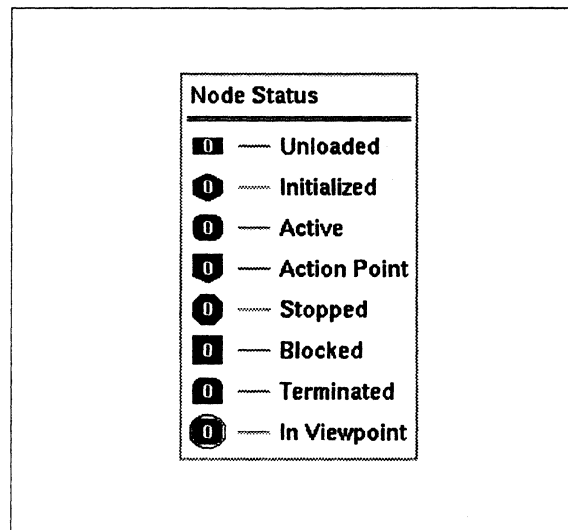 Node Status
0 — Unloaded
0 — Initialized
0 — Active
0 — Action Point
0 — Stopped
0 — Blocked
0 — Terminated
0 — In Viewpoint